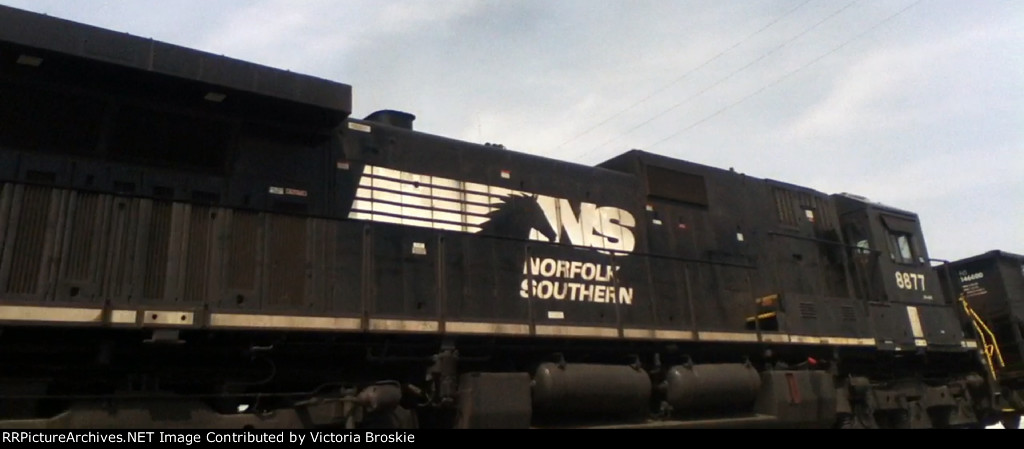 NS
NORFOLK
SOUTHERN
8877
RRPictureArchives.NET Image Contributed by Victoria Broskie